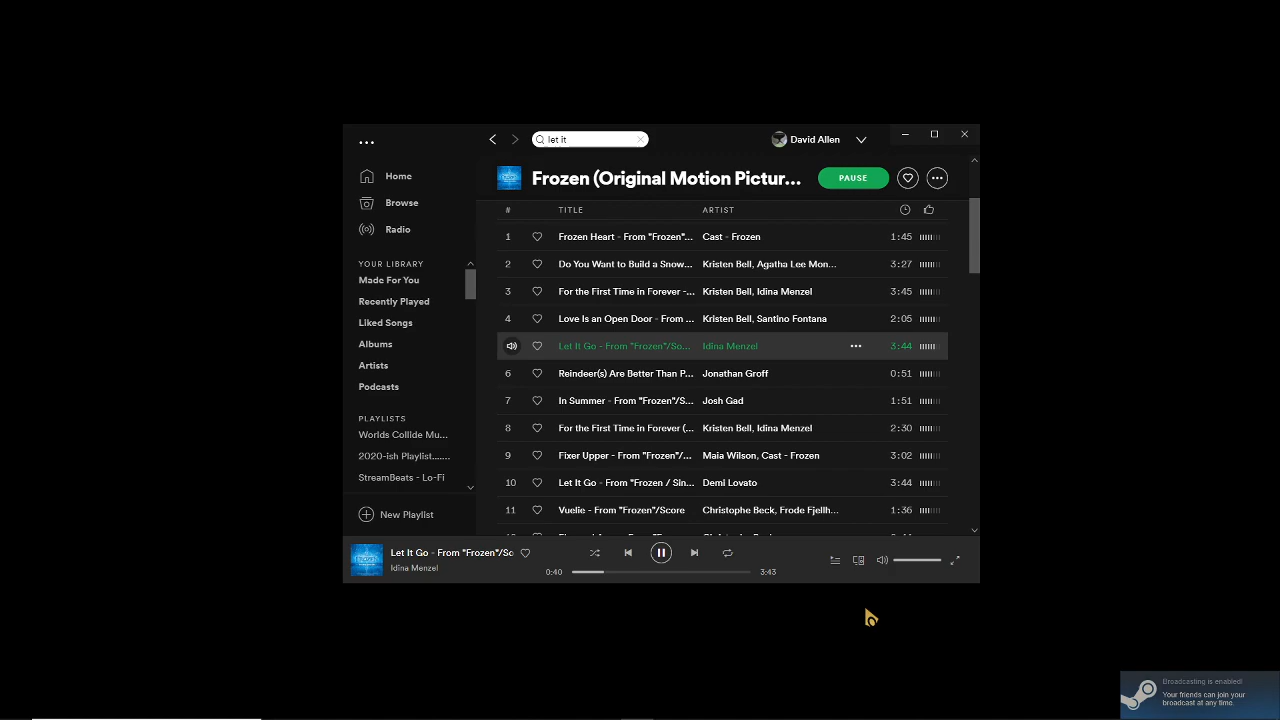 let it
David Allen
Home
Browse
Radio
YOUR LIBRARY
Made For You
Recently Played
Liked Songs
Albums
Artists
Podcasts
PLAYLISTS
Worlds Collide Mu...
2020-ish Playlist.......
StreamBeats - Lo-Fi
New Playlist
Frozen (Original Motion Pictur...
PAUSE
# TITLE ARTIST
1 Frozen Heart - From "Frozen"... Cast - Frozen 1:45
2 Do You Want to Build a Snow... Kristen Bell, Agatha Lee Mon... 3:27
3 For the First Time in Forever -... Kristen Bell, Idina Menzel 3:45
4 Love Is an Open Door - From ... Kristen Bell, Santino Fontana 2:05
Let It Go - From "Frozen"/So... Idina Menzel 3:44
6 Reindeer(s) Are Better Than P... Jonathan Groff 0:51
7 In Summer - From "Frozen"/S... Josh Gad 1:51
8 For the First Time in Forever (... Kristen Bell, Idina Menzel 2:30
9 Fixer Upper - From "Frozen"/... Maia Wilson, Cast - Frozen 3:02
10 Let It Go - From "Frozen / Sin... Demi Lovato 3:44
11 Vuelie - From "Frozen"/Score Christophe Beck, Frode Fjellh... 1:36
Let It Go - From "Frozen"/So
Idina Menzel
0:40 3:43
Broadcasting is enabled!
Your friends can join your
broadcast at any time.